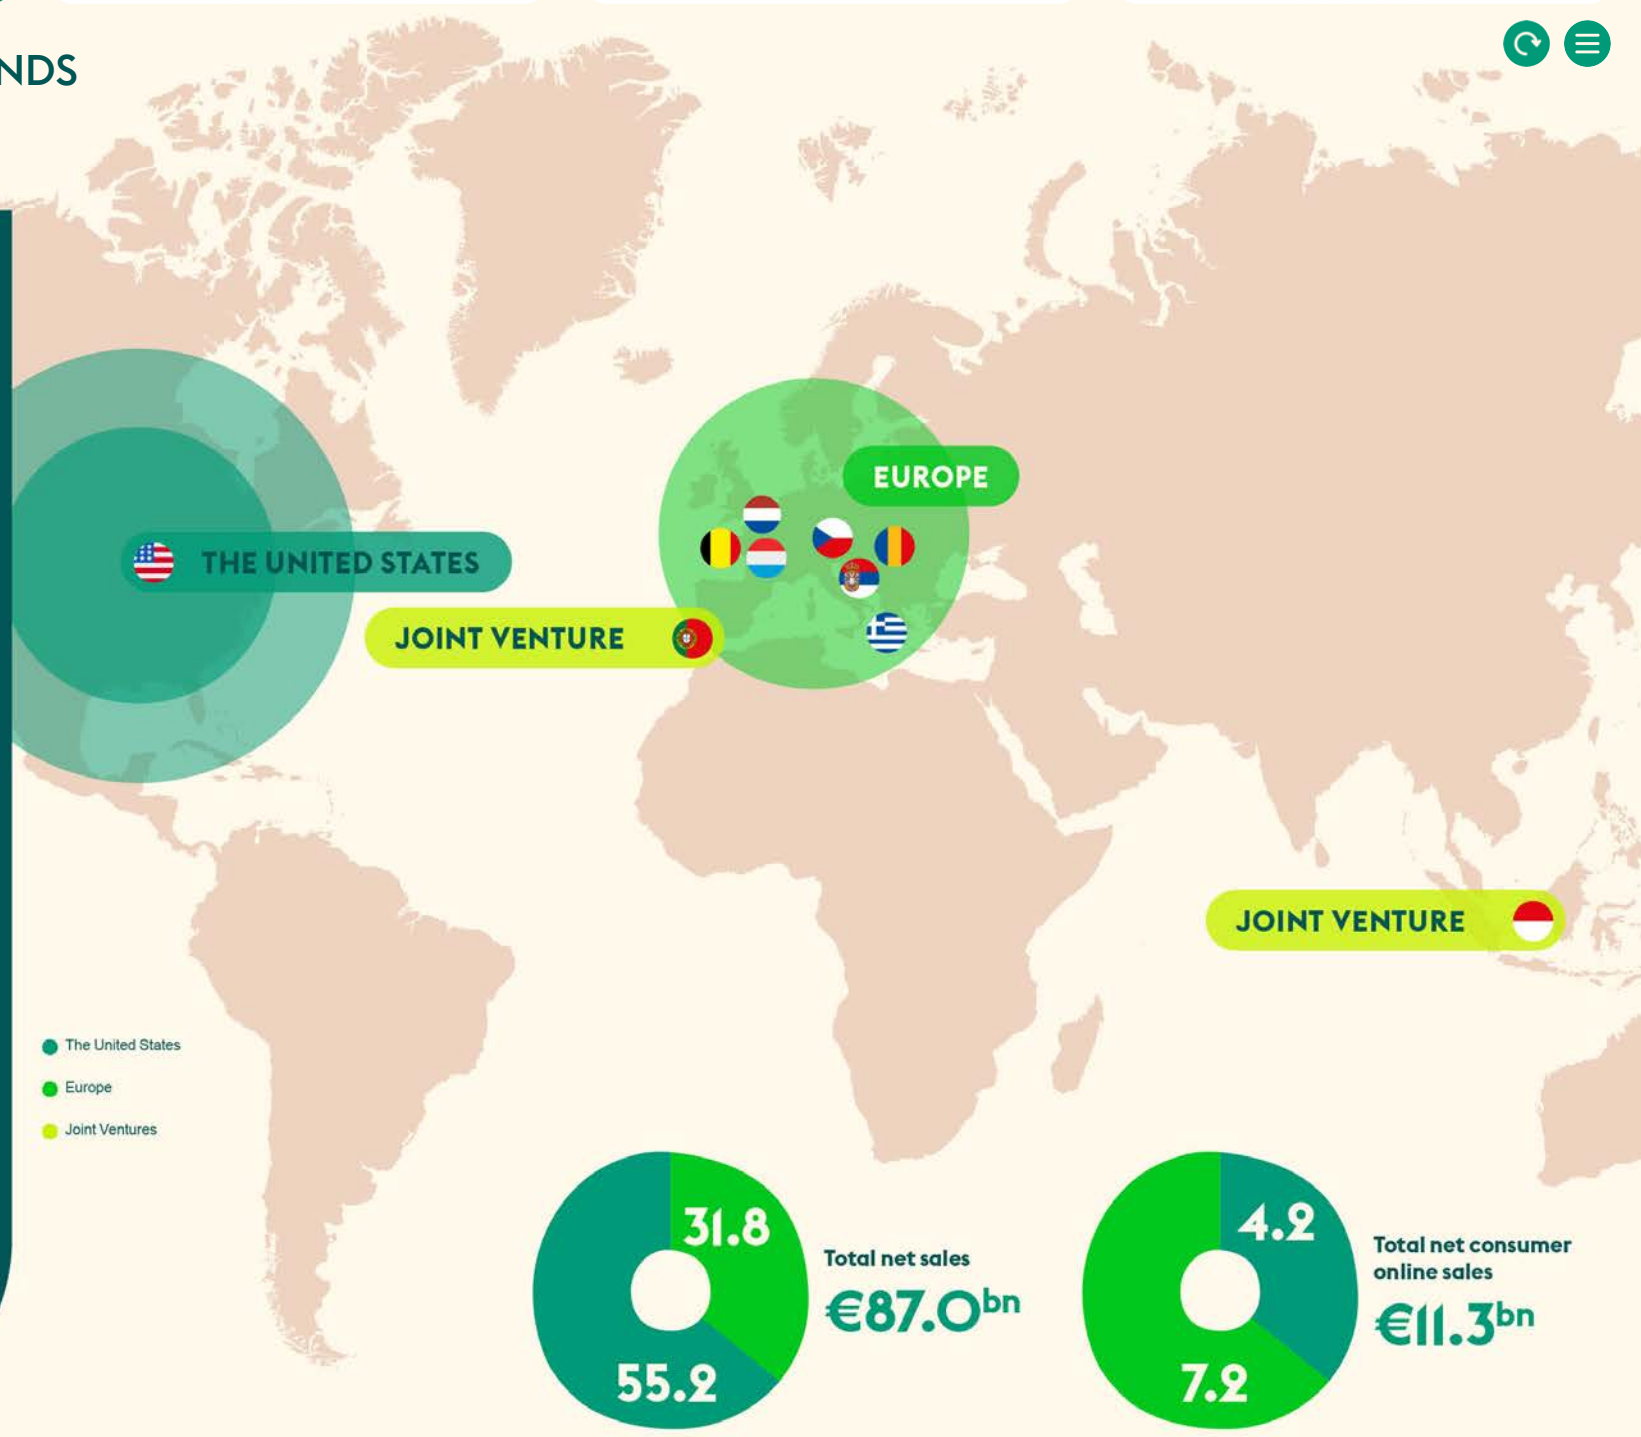 NDS
EUROPE
THE UNITED STATES
JOINT VENTURE
JOINT VENTURE
The United States
Europe
Joint Ventures
31.8
55.2
Total net sales
€87.0bn
4.2
7.2
Total net consumer
online sales
€11.3bn